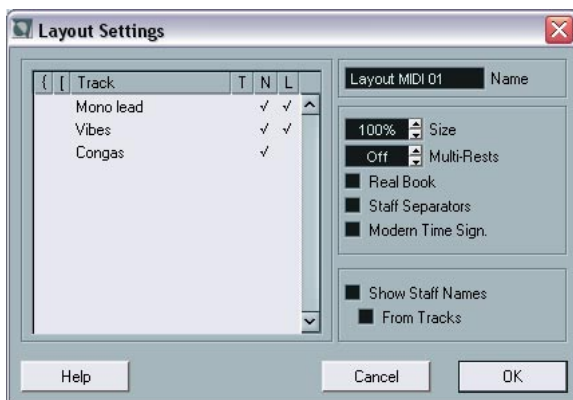 Layout Settings
{ [ Track T N L
Mono lead √ √
Vibes √ √
Congas √
Layout MIDI 01 Name
100% Size
Off Multi-Rests
Real Book
Staff Separators
Modern Time Sign.
Show Staff Names
From Tracks
Help
Cancel
OK